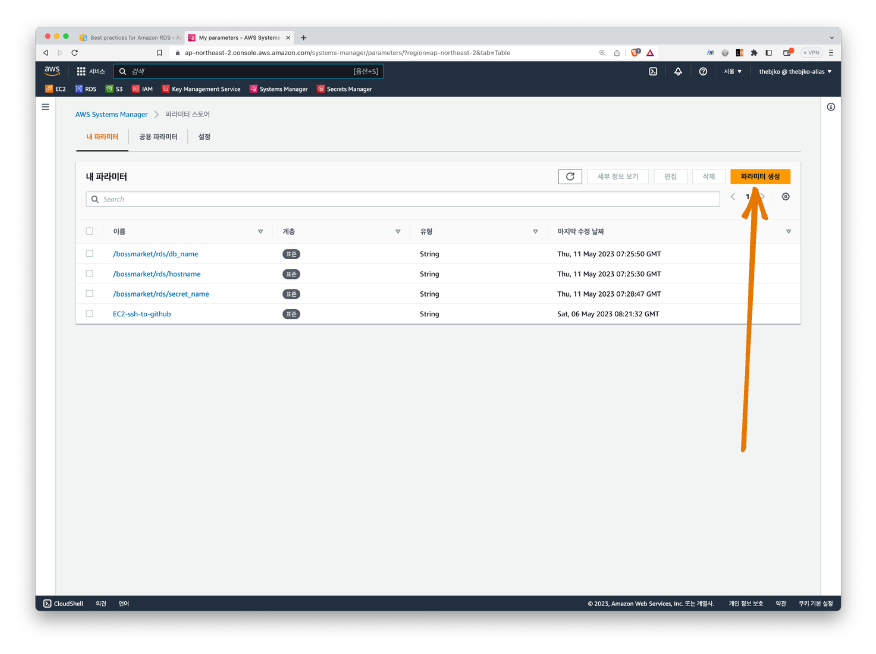 Best practices for Amazon RDS - A
My parameters - AWS Systems
ap-northeast-2.console.aws.amazon.com/systems-manager/parameters/?region=ap-northeast-2&tab=Table
VPN
aws
서비스
검색
[옵션+S]
서울
thebjko @ thebjko-alias
EC2
RDS
S3
IAM
Key Management Service
Systems Manager
Secrets Manager
AWS Systems Manager
파라미터 스토어
내 파라미터
공용 파라미터
설정
내 파라미터
세부 정보 보기
편집
삭제
파라미터 생성
Search
1
이름
계층
유형
마지막 수정 날짜
/bossmarket/rds/db_name
표준
String
Thu, 11 May 2023 07:25:50 GMT
/bossmarket/rds/hostname
표준
String
Thu, 11 May 2023 07:25:30 GMT
/bossmarket/rds/secret_name
표준
String
Thu, 11 May 2023 07:28:47 GMT
EC2-ssh-to-github
표준
String
Sat, 06 May 2023 08:21:32 GMT
CloudShell
의견
언어
© 2023, Amazon Web Services, Inc. 또는 계열사.
개인 정보 보호
약관
쿠키 기본 설정